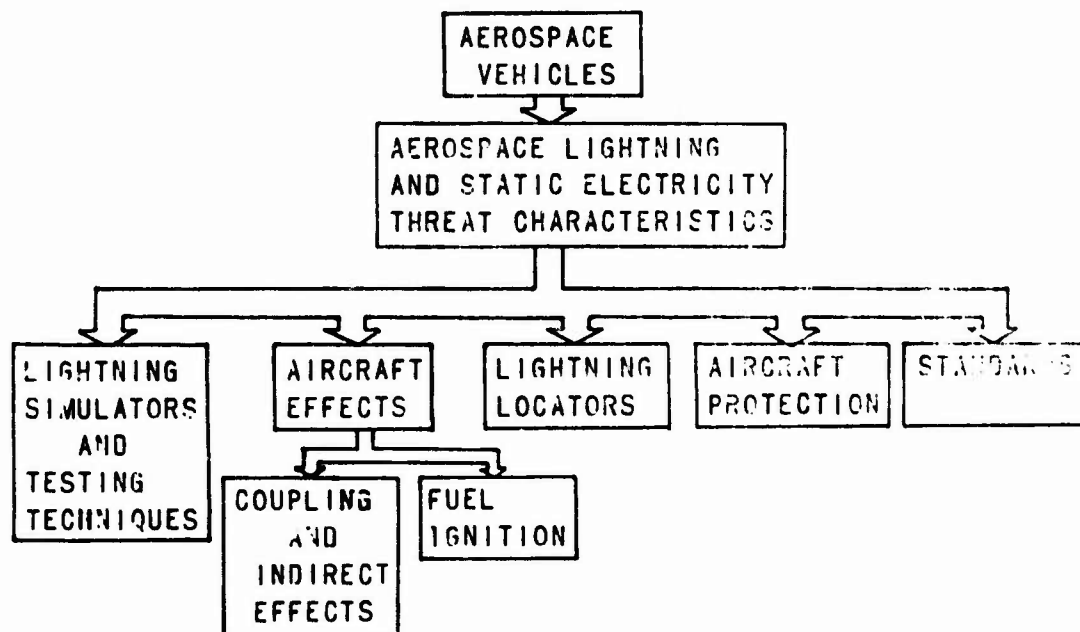 AEROSPACE
VEHICLES
AEROSPACE LIGHTNING
AND STATIC ELECTRICITY
THREAT CHARACTERISTICS
LIGHTNING
SIMULATORS
AND
TESTING
TECHNIQUES
AIRCRAFT
EFFECTS
LIGHTNING
LOCATORS
AIRCRAFT
PROTECTION
STANDARDS
COUPLING
AND
INDIRECT
EFFECTS
FUEL
IGNITION